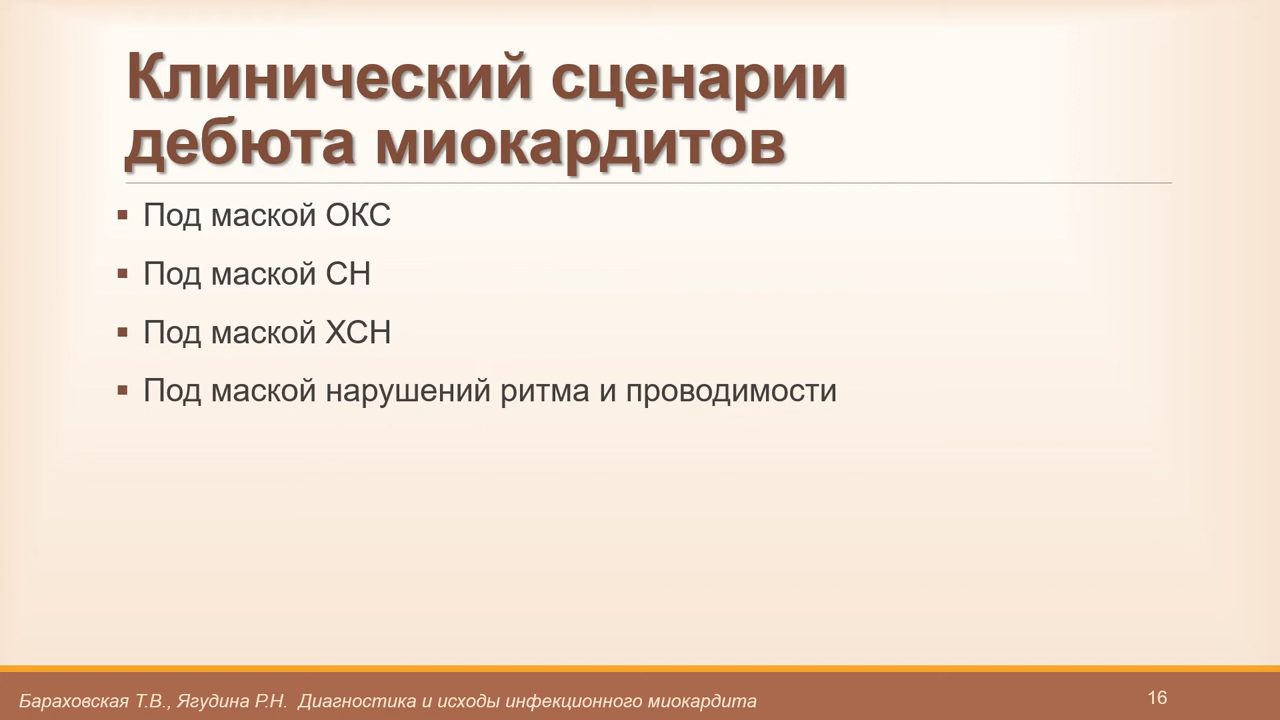 Клинический сценарии
дебюта миокардитов
▪ Под маской ОКС
▪ Под маской СН
▪ Под маской ХСН
▪ Под маской нарушений ритма и проводимости
Бараховская Т.В., Ягудина Р.Н. Диагностика и исходы инфекционного миокардита
16